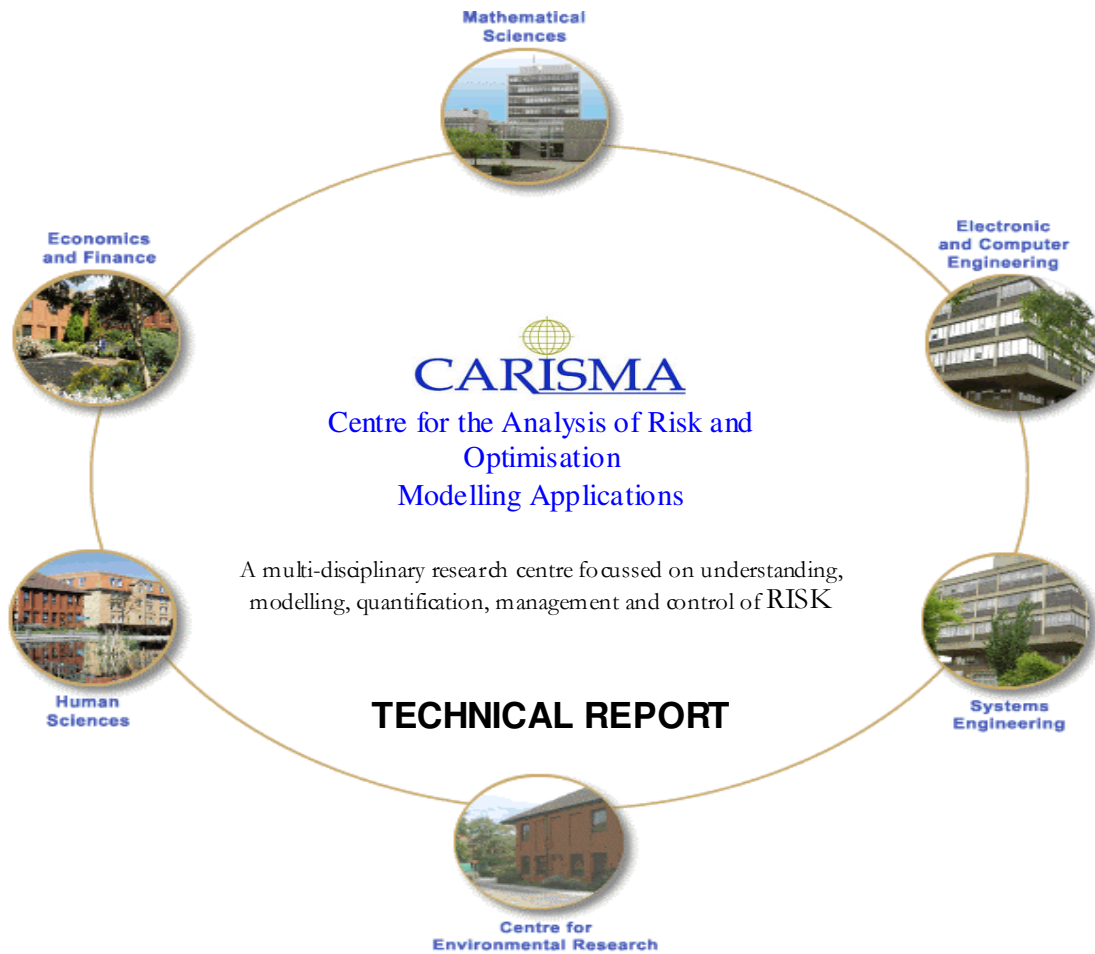 Mathematical
Sciences
Economics
and Finance
Electronic
and Computer
Engineering
CARISMA
Centre for the Analysis of Risk and
Optimisation
Modelling Applications
A multi-disciplinary research centre focussed on understanding,
modelling, quantification, management and control of RISK
Human
Sciences
TECHNICAL REPORT
Systems
Engineering
Centre for
Environmental Research